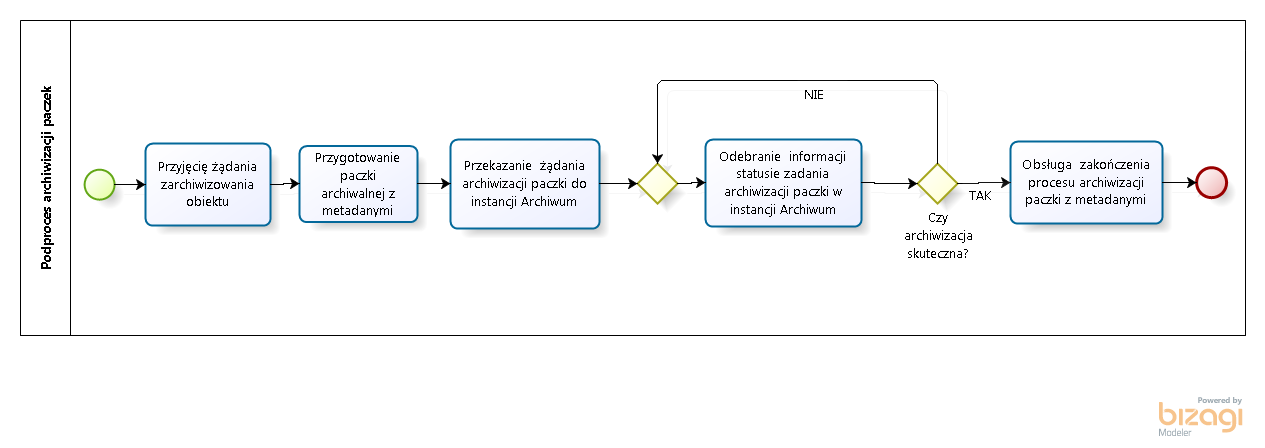 Podproces archiwizacji paczek
Przyjęcię żądania
zarchiwizowania
obiektu
Przygotowanie
paczki
archiwalnej z
metadanymi
Przekazanie żądania
archiwizacji paczki do
instancji Archiwum
NIE
Odebranie informacji
statusie zadania
archiwizacji paczki w
instancji Archiwum
Czy
archiwizacja
skuteczna?
TAK
Obsługa zakończenia
procesu archiwizacji
paczki z metadanymi
Powered by
bizagi
Modeler